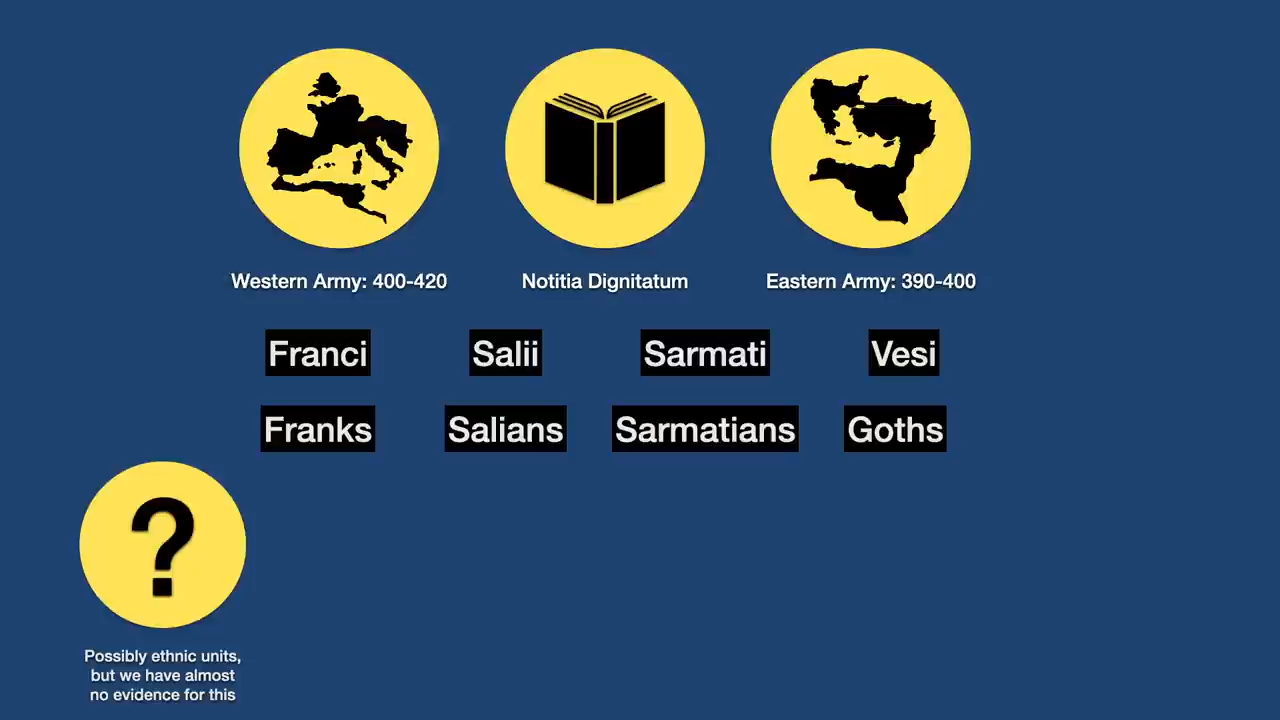 Western Army: 400-420
Notitia Dignitatum
Eastern Army: 390-400
Franci
Salii
Sarmati
Vesi
Franks
Salians
Sarmatians
Goths
?
Possibly ethnic units,
but we have almost
no evidence for this